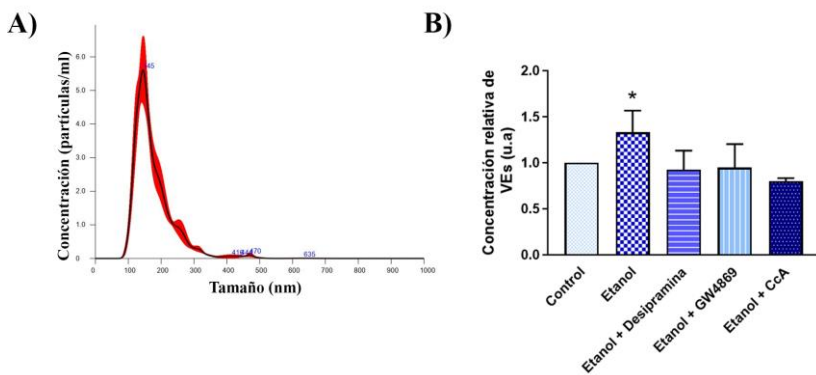 A)
Concentración (partículas/ml)
6.0
5.0
4.0
3.0
2.0
1.0
0
145
470
635
0 100 200 300 400 500 600 700 800 900 1000
Tamaño (nm)
B)
Concentración relativa de
VEs (u.a)
2.0
1.5
1.0
0.5
0.0
*
Control
Etanol
Etanol + Desipramina
Etanol + GW4869
Etanol + CcA